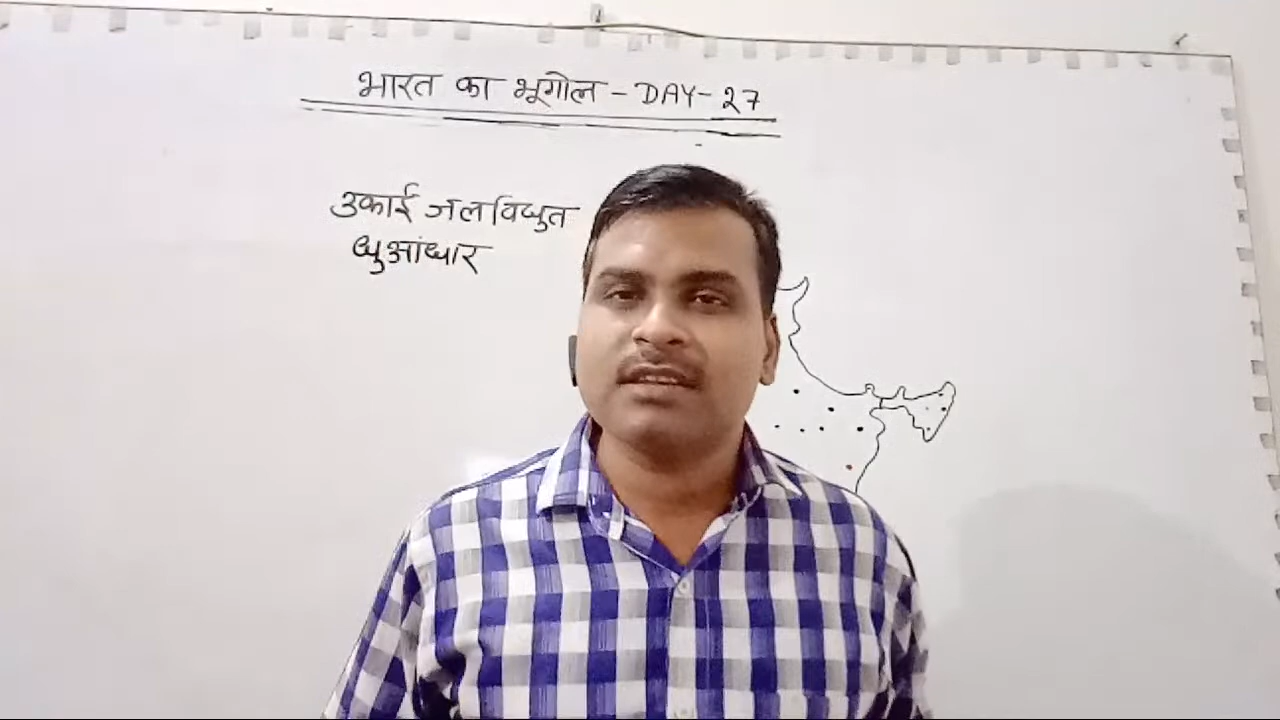 भारत का भूगोल - DAY- 27
उकाई जलविद्युत
धुआंधार